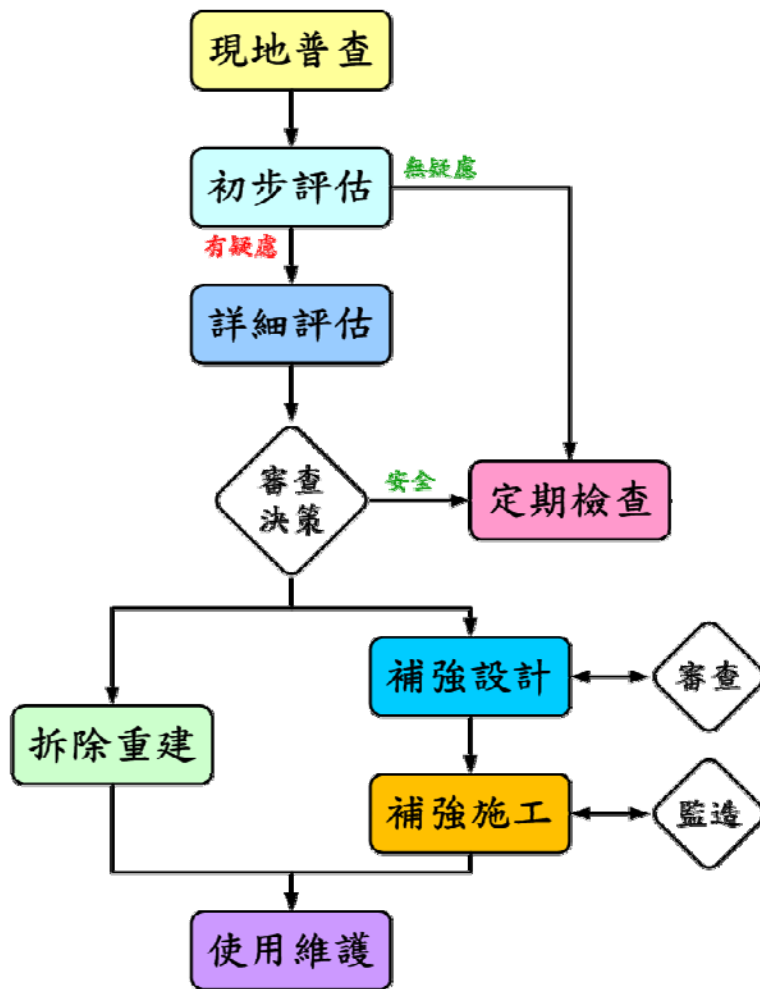 現地普查
初步評估
無疑慮
有疑慮
詳細評估
審查
決策
安全
定期檢查
補強設計
審查
拆除重建
補強施工
監造
使用維護